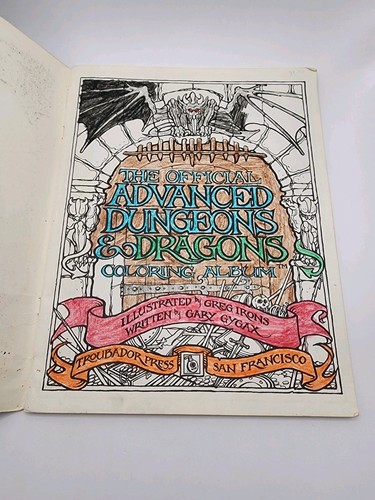 THE OFFICIAL
ADVANCED
DUNGEONS
& DRAGONS
COLORING ALBUM™
ILLUSTRATED by GREG IRONS
WRITTEN by GARY GYGAX
TROUBADOR PRESS SAN FRANCISCO